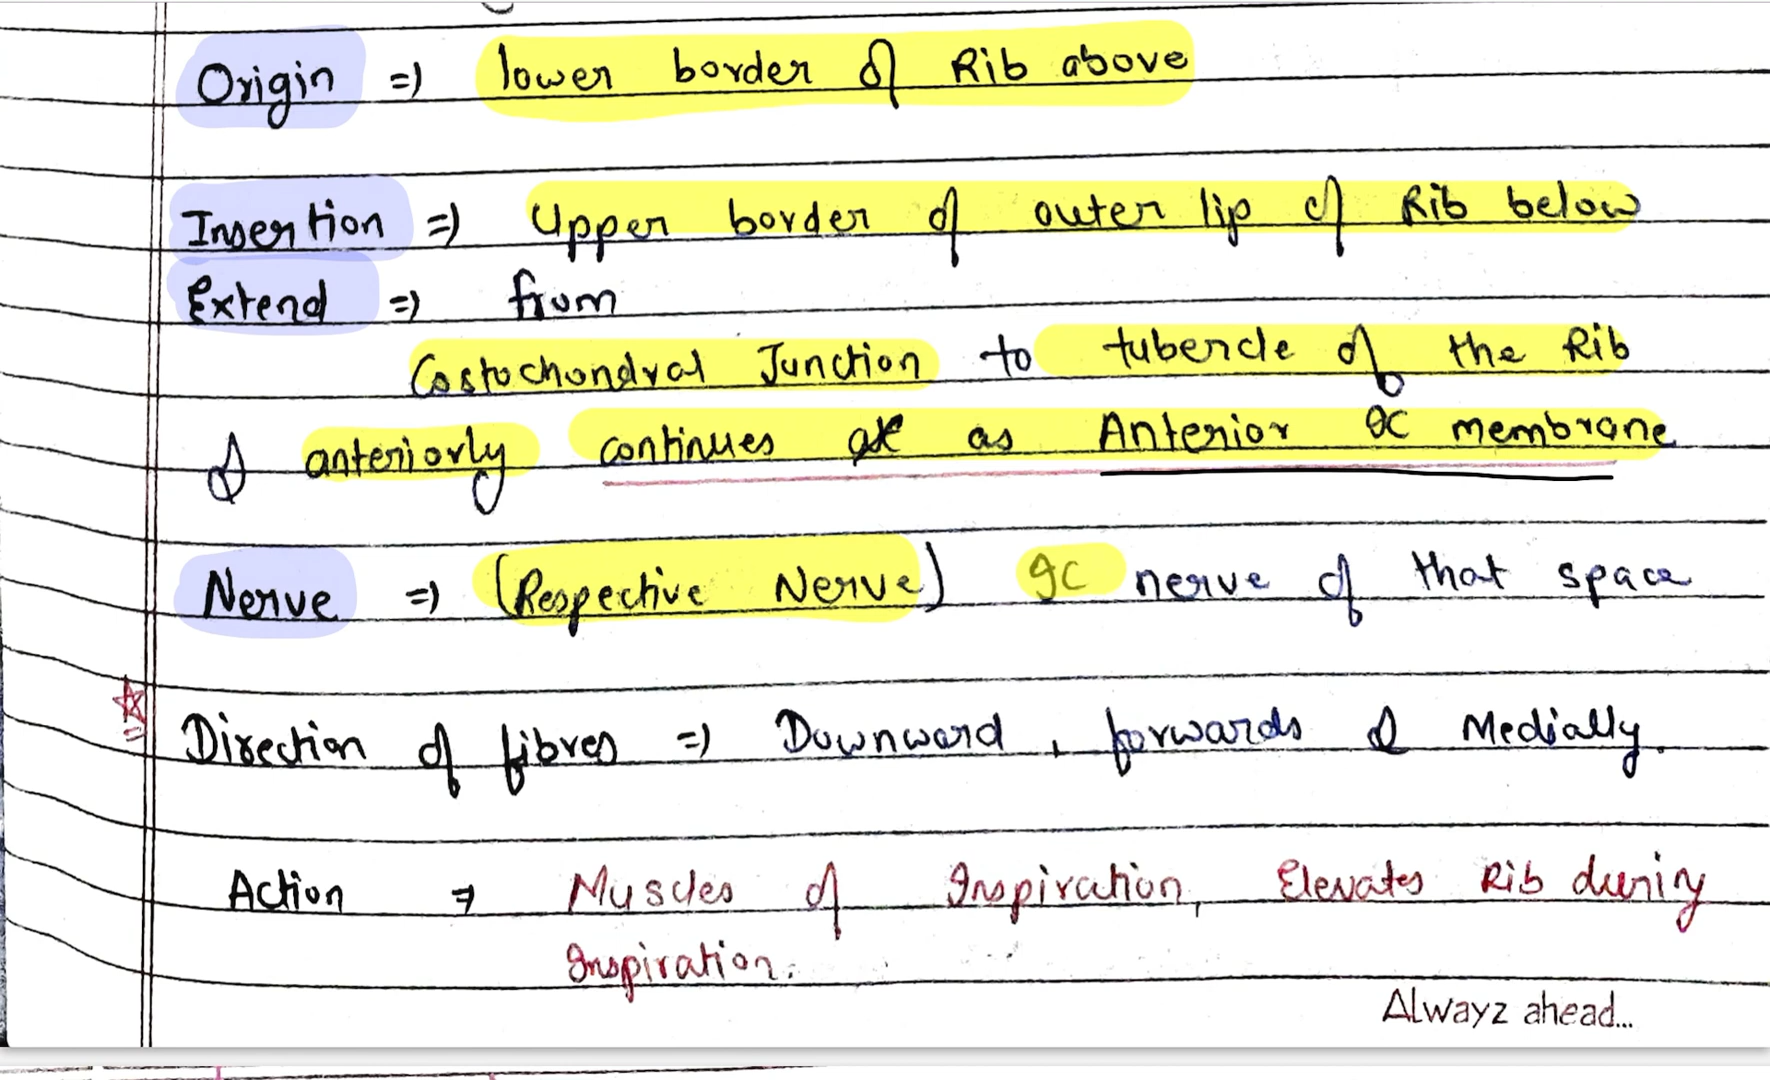 Origin => lower border of Rib above
Insertion => Upper border of outer lip of Rib below
Extend => from
Costochondral Junction to tubercle of the Rib
& anteriorly continues as Anterior IC membrane
Nerve => (Respective Nerve) IC nerve of that space
Direction of fibres => Downward, forwards & Medially.
Action => Muscles of Inspiration, Elevates Rib during
Inspiration.
Alwayz ahead...